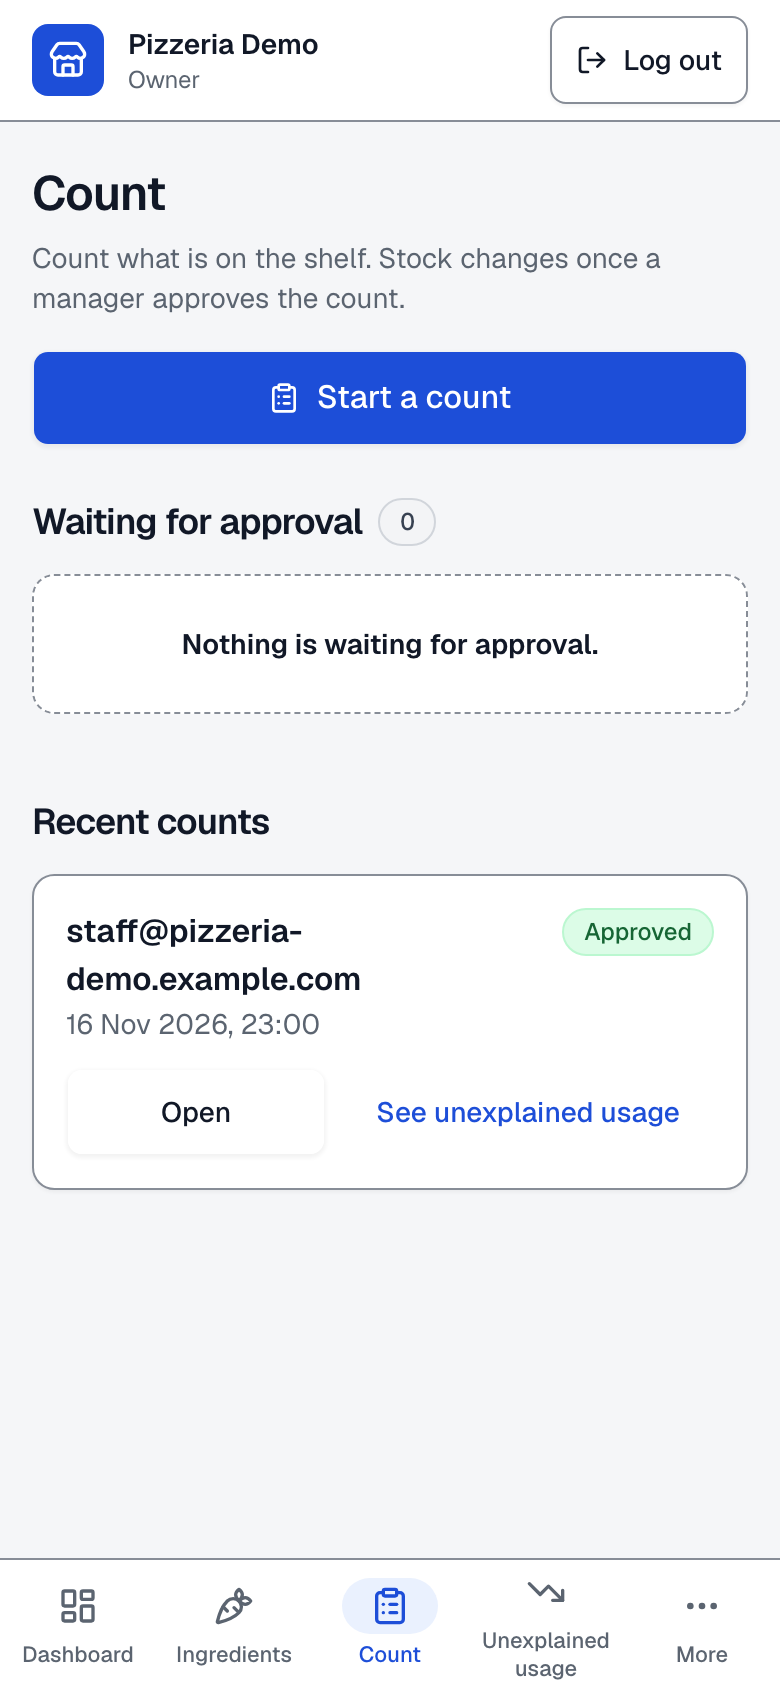 Pizzeria Demo
Owner
Log out
Count
Count what is on the shelf. Stock changes once a
manager approves the count.
Start a count
Waiting for approval 0
Nothing is waiting for approval.
Recent counts
staff@pizzeria-
demo.example.com
Approved
16 Nov 2026, 23:00
Open
See unexplained usage
Dashboard
Ingredients
Count
Unexplained
usage
More